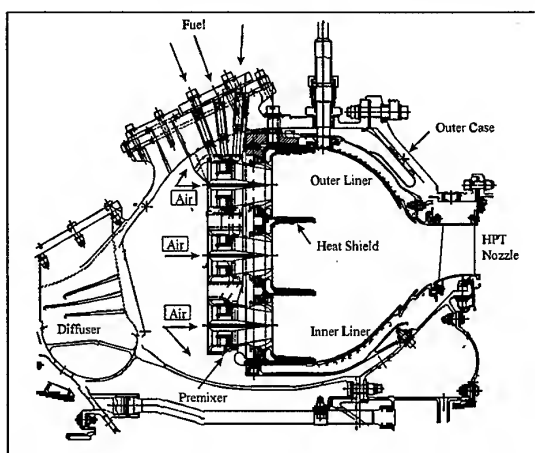 Fuel
Outer Case
Outer Liner
Air
Heat Shield
Air
HPT
Nozzle
Air
Inner Liner
Diffuser
Premixer